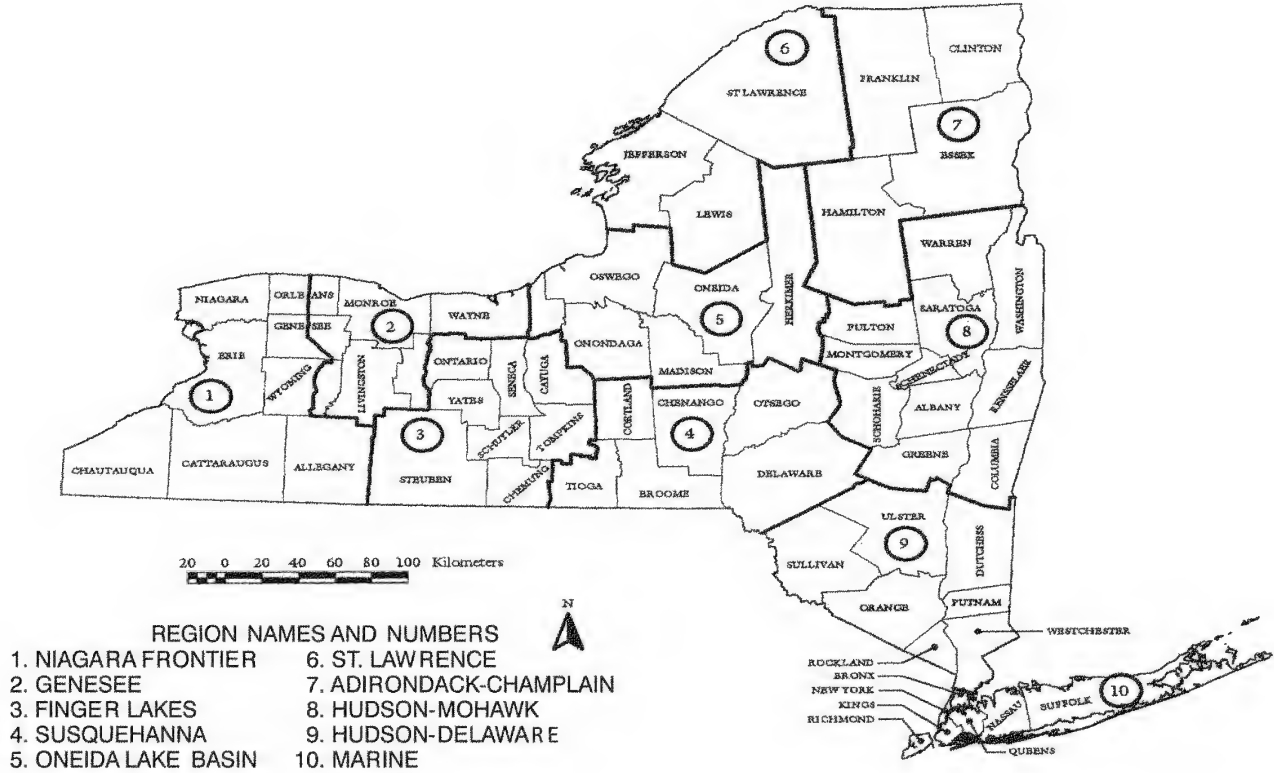 6
CLINTON
FRANKLIN
ST LAWRENCE
7
JEFFERSON
ESSEX
LEWIS
HAMILTON
WARREN
OSWEGO
ONEIDA
HERKIMER
WASHINGTON
NIAGARA
ORLEANS
MONROE
2
WAYNE
5
SARATOGA
8
FULTON
GENESEE
ERIE
ONTARIO
SENECA
CAYUGA
ONONDAGA
MADISON
MONTGOMERY
SCHENECTADY
RENSSELAER
1
WYOMING
LIVINGSTON
YATES
CORTLAND
CHENANGO
OTSEGO
SCHOHARIE
ALBANY
3
SCHUYLER
TOMPKINS
4
GREENE
COLUMBIA
CHAUTAUQUA
CATTARAUGUS
ALLEGANY
STEUBEN
CHEMUNG
TIOGA
BROOME
DELAWARE
ULSTER
9
DUTCHESS
SULLIVAN
ORANGE
PUTNAM
WESTCHESTER
ROCKLAND
BRONX
NEW YORK
KINGS
RICHMOND
QUEENS
NASSAU
SUFFOLK
10
20 0 20 40 60 80 100 Kilometers
N
REGION NAMES AND NUMBERS
1. NIAGARA FRONTIER
2. GENESEE
3. FINGER LAKES
4. SUSQUEHANNA
5. ONEIDA LAKE BASIN
6. ST. LAWRENCE
7. ADIRONDACK-CHAMPLAIN
8. HUDSON-MOHAWK
9. HUDSON-DELAWARE
10. MARINE